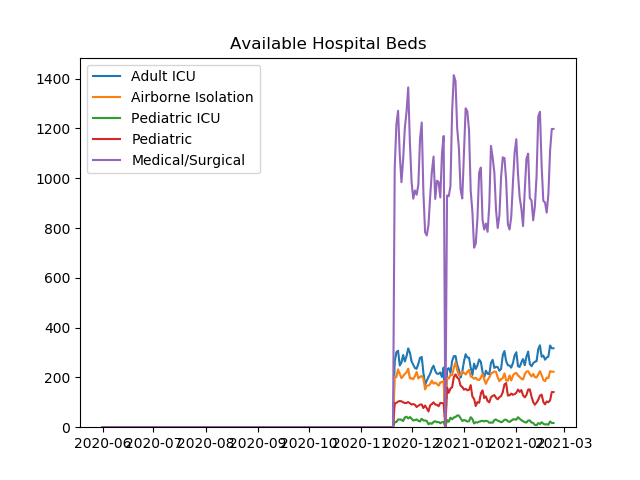 Available Hospital Beds
Adult ICU
Airborne Isolation
Pediatric ICU
Pediatric
Medical/Surgical
1400
1200
1000
800
600
400
200
0
2020-06 2020-07 2020-08 2020-09 2020-10 2020-11 2020-12 2021-01 2021-02 2021-03